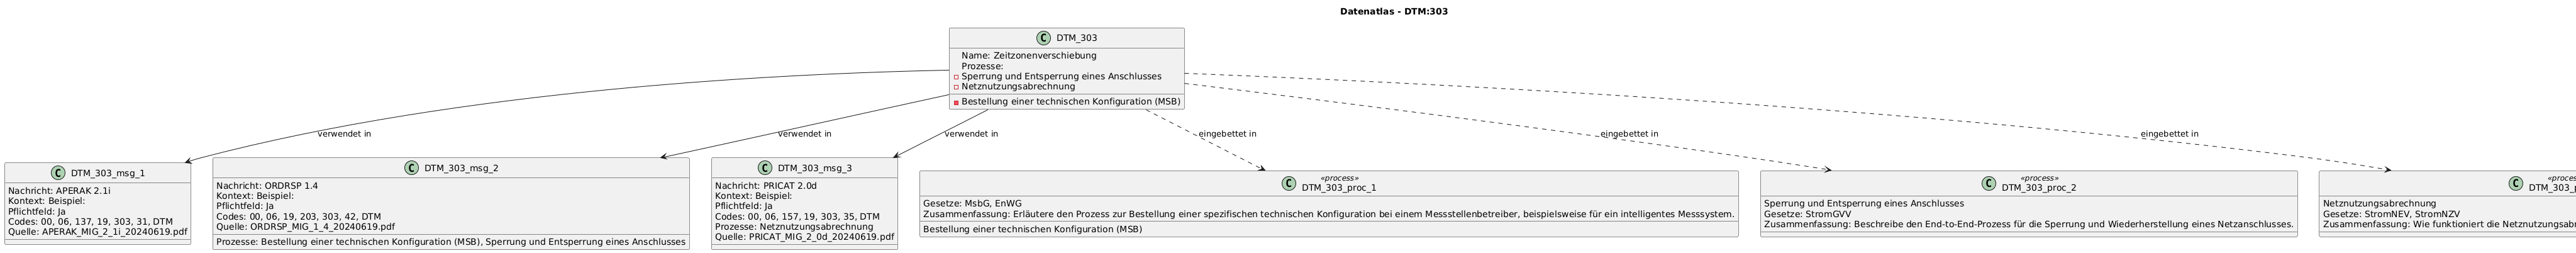 Datenatlas - DTM:303
C DTM_303
Name: Zeitzonenverschiebung
Prozesse:
Sperrung und Entsperrung eines Anschlusses
Netznutzungsabrechnung
Bestellung einer technischen Konfiguration (MSB)
verwendet in
verwendet in
verwendet in
eingebettet in
eingebettet in
eingebettet in
C DTM_303_msg_1
Nachricht: APERAK 2.1i
Kontext: Beispiel:
Pflichtfeld: Ja
Codes: 00, 06, 137, 19, 303, 31, DTM
Quelle: APERAK_MIG_2_1i_20240619.pdf
C DTM_303_msg_2
Nachricht: ORDRSP 1.4
Kontext: Beispiel:
Pflichtfeld: Ja
Codes: 00, 06, 19, 203, 303, 42, DTM
Quelle: ORDRSP_MIG_1_4_20240619.pdf
Prozesse: Bestellung einer technischen Konfiguration (MSB), Sperrung und Entsperrung eines Anschlusses
C DTM_303_msg_3
Nachricht: PRICAT 2.0d
Kontext: Beispiel:
Pflichtfeld: Ja
Codes: 00, 06, 157, 19, 303, 35, DTM
Prozesse: Netznutzungsabrechnung
Quelle: PRICAT_MIG_2_0d_20240619.pdf
«process»
C DTM_303_proc_1
Gesetze: MsbG, EnWG
Zusammenfassung: Erläutere den Prozess zur Bestellung einer spezifischen technischen Konfiguration bei einem Messstellenbetreiber, beispielsweise für ein intelligentes Messsystem.
Bestellung einer technischen Konfiguration (MSB)
«process»
C DTM_303_proc_2
Sperrung und Entsperrung eines Anschlusses
Gesetze: StromGVV
Zusammenfassung: Beschreibe den End-to-End-Prozess für die Sperrung und Wiederherstellung eines Netzanschlusses.
«proces
C DTM_303_p
Netznutzungsabrechnung
Gesetze: StromNEV, StromNZV
Zusammenfassung: Wie funktioniert die Netznutzungsabr